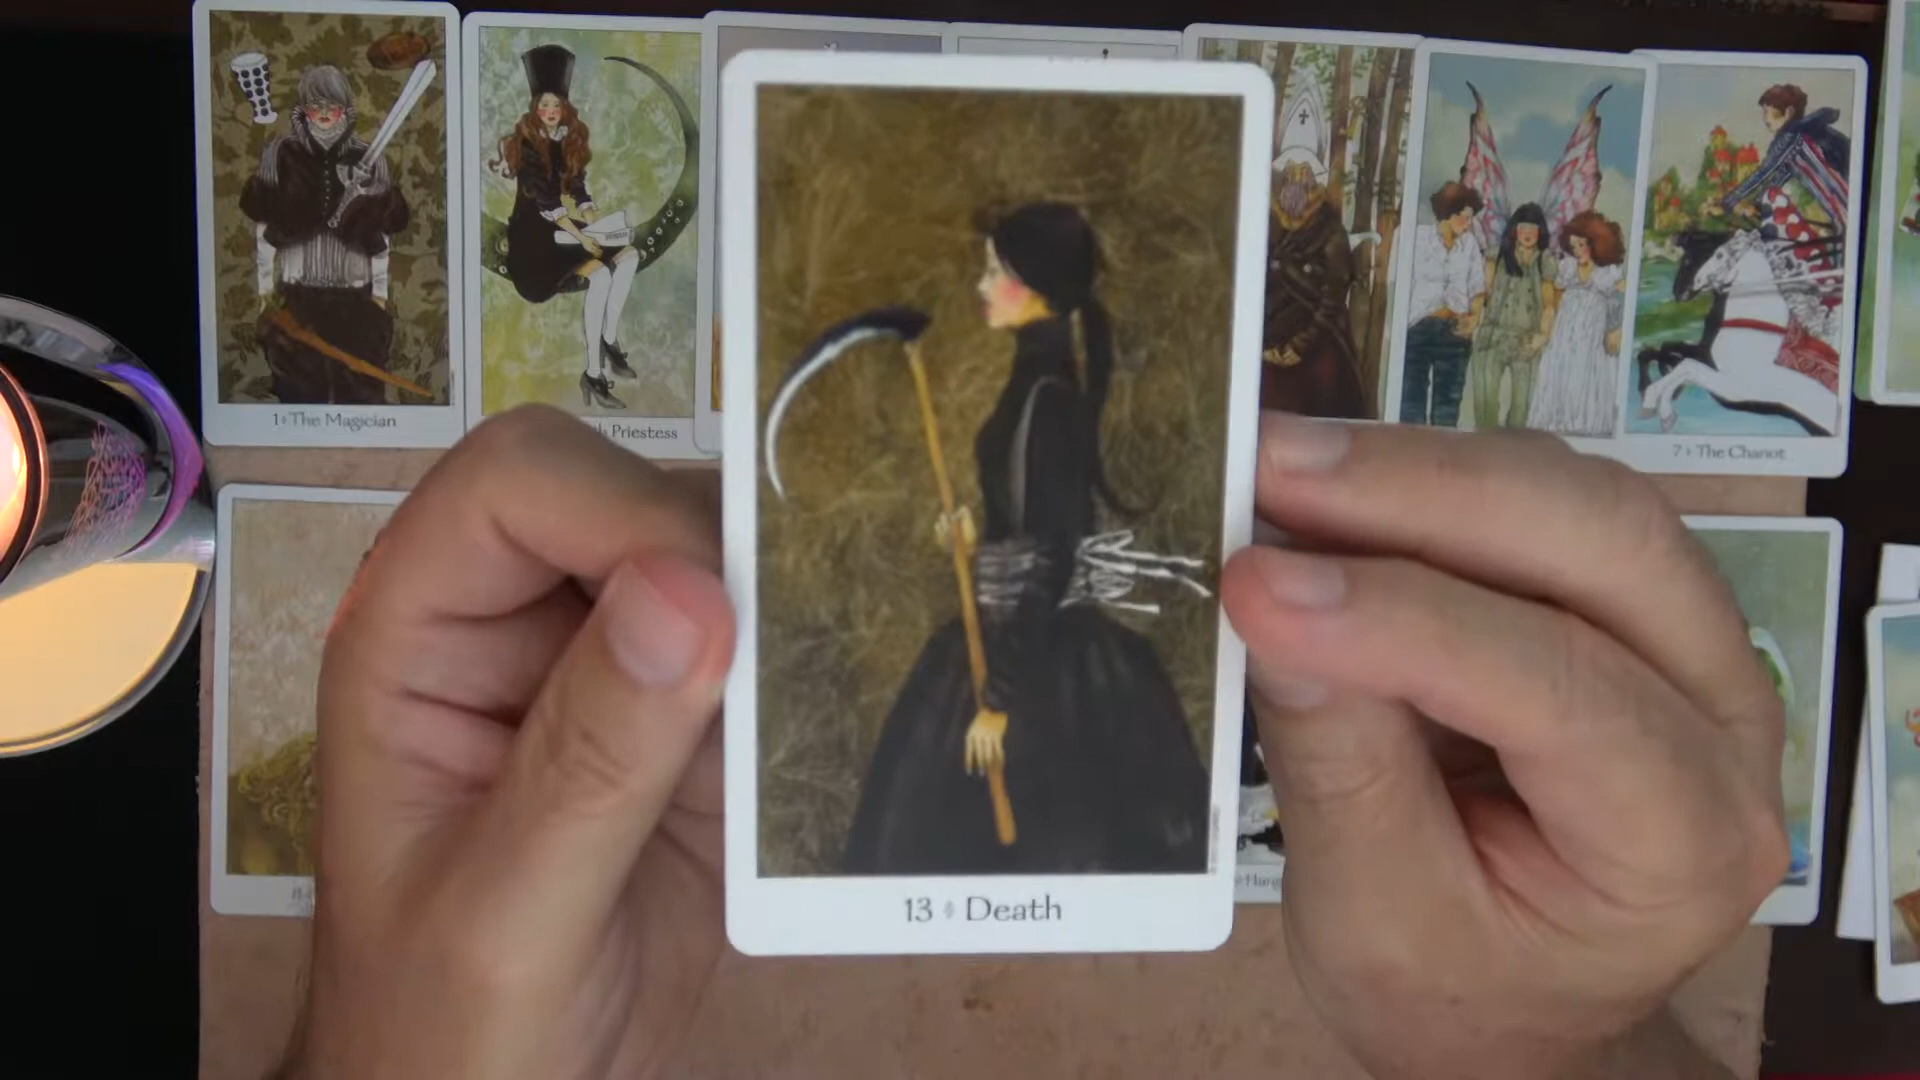 1 ♦ The Magician
Priestess
7 ♦ The Chariot
13 ♦ Death